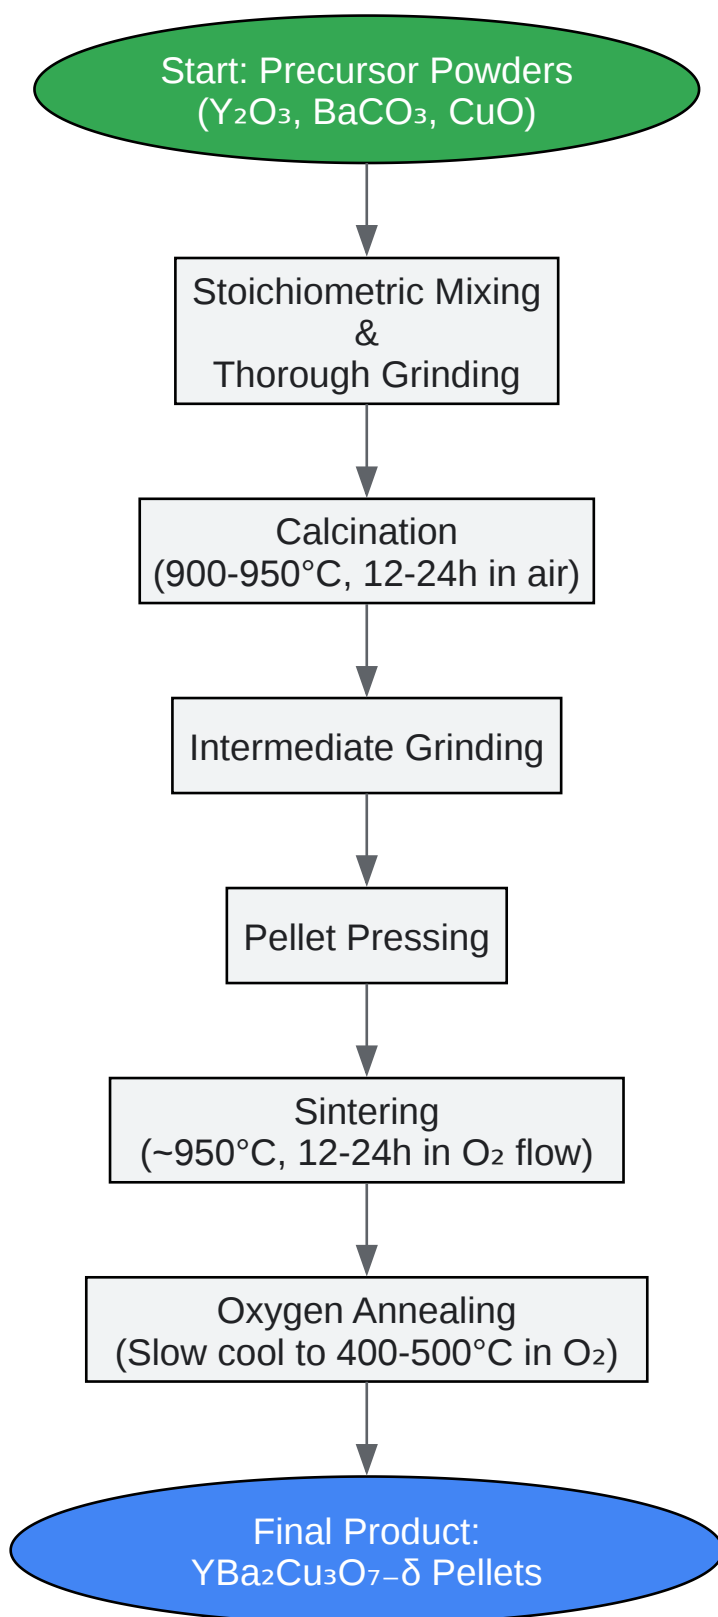 Start: Precursor Powders
(Y₂O₃, BaCO₃, CuO)
Stoichiometric Mixing
&
Thorough Grinding
Calcination
(900-950°C, 12-24h in air)
Intermediate Grinding
Pellet Pressing
Sintering
(~950°C, 12-24h in O₂ flow)
Oxygen Annealing
(Slow cool to 400-500°C in O₂)
Final Product:
YBa₂Cu₃O₇₋δ Pellets